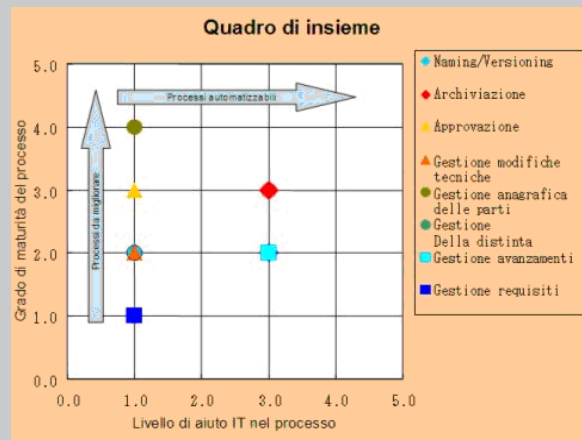 Quadro di insieme
5.0
4.0
3.0
2.0
1.0
0.0
0.0 1.0 2.0 3.0 4.0 5.0
Grado di maturità del processo
Livello di aiuto IT nel processo
Processi da migliorare
Processi automatizzabili
Naming/Versioning
Archiviazione
Approvazione
Gestione modifiche
tecniche
Gestione anagrafica
delle parti
Gestione
Della distinta
Gestione avanzamenti
Gestione requisiti